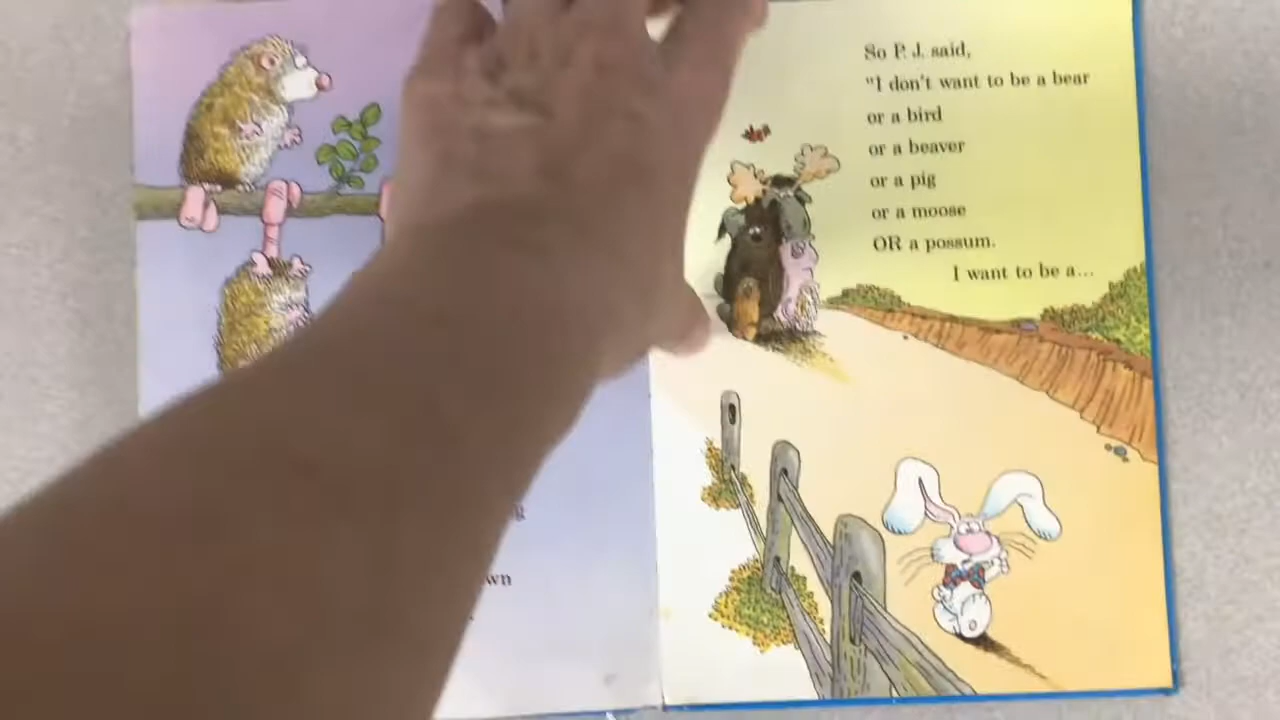 wn
So P. J. said,
"I don't want to be a bear
or a bird
or a beaver
or a pig
or a moose
OR a possum.
I want to be a...